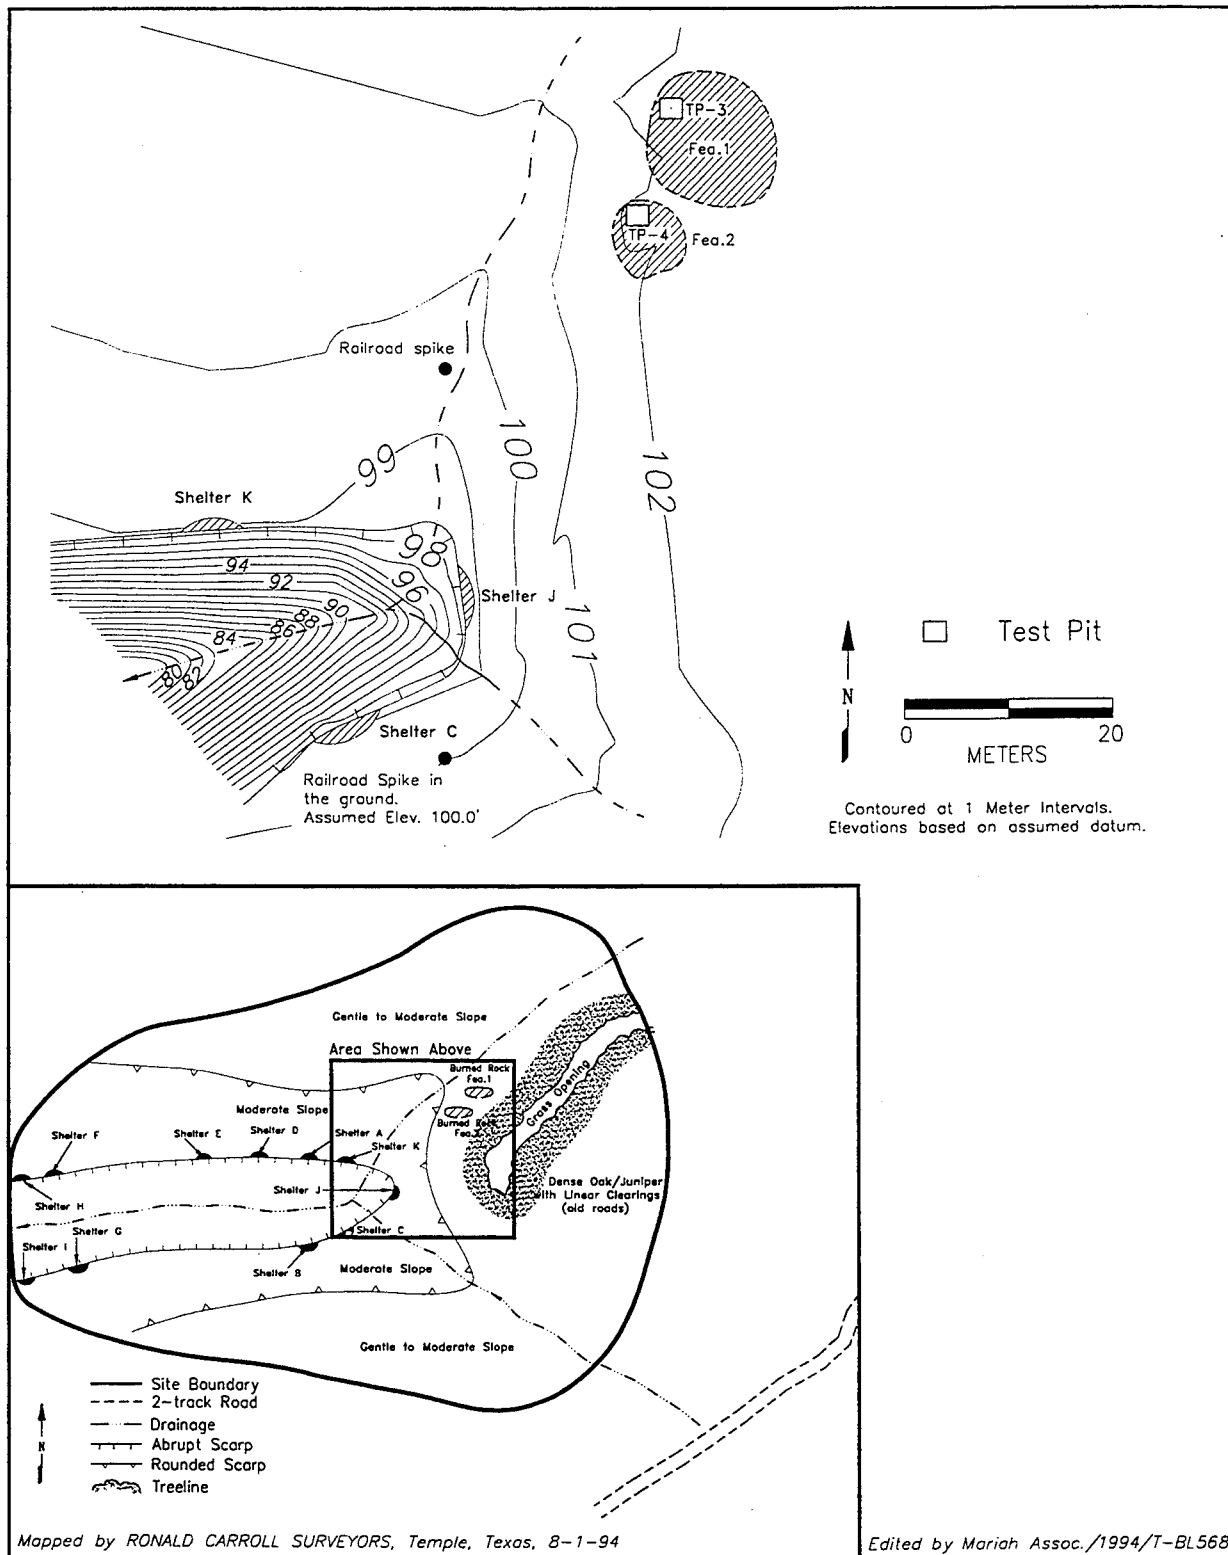 TP-3
Fea.1
TP-4
Fea.2
Railroad spike
99
100
102
101
Shelter K
98
96
94
92
90
88
86
84
82
80
Shelter J
Shelter C
Railroad Spike in
the ground.
Assumed Elev. 100.0'
N
Test Pit
0 20
METERS
Contoured at 1 Meter Intervals.
Elevations based on assumed datum.
Gentle to Moderate Slope
Area Shown Above
Burned Rock
Fea.1
Burned Rock
Grass Opening
Moderate Slope
Shelter F
Shelter E
Shelter D
Shelter A
Shelter K
Shelter J
Shelter H
Shelter G
Shelter I
Shelter C
Shelter B
Dense Oak/Juniper
with Linear Clearings
(old roads)
Moderate Slope
Gentle to Moderate Slope
N
Site Boundary
2-track Road
Drainage
Abrupt Scarp
Rounded Scarp
Treeline
Mapped by RONALD CARROLL SURVEYORS, Temple, Texas, 8-1-94
Edited by Mariah Assoc./1994/T-BL568